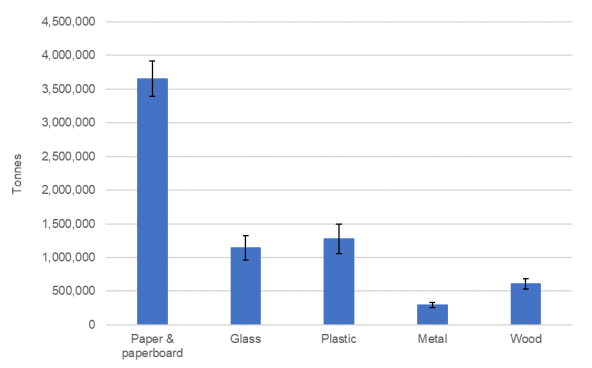 4,500,000
4,000,000
3,500,000
3,000,000
2,500,000
2,000,000
1,500,000
1,000,000
500,000
0
Tonnes
Paper & paperboard
Glass
Plastic
Metal
Wood